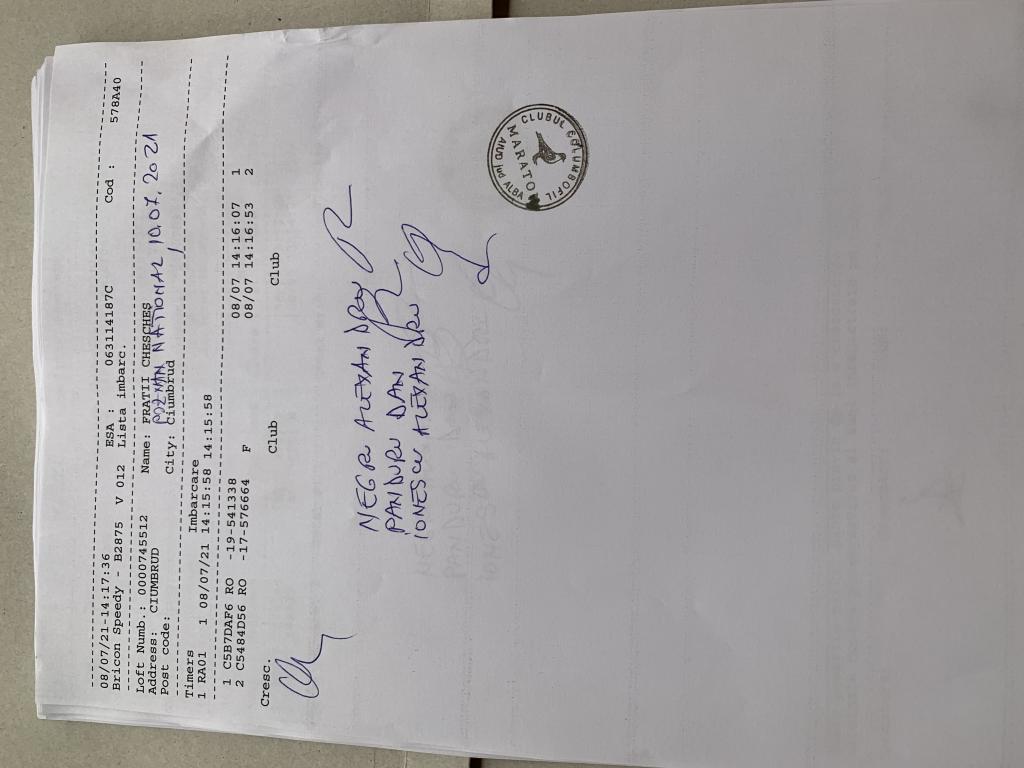 08/07/21-14:17:36
Bricon Speedy - B2875 V 012 ESA : 063114187C Cod : 578A40
Lista imbarc.
Loft Numb.: 0000745512 Name: FRATII CHESCHES
POZNAN NATIONAL 10.07.2021
Address: CIUMBRUD
Post code: City: Ciumbrud
Timers Imbarcare
1 RA01 1 08/07/21 14:15:58 14:15:58
1 C5B7DAF6 RO -19-541338 08/07 14:16:07 1
2 C5484D56 RO -17-576664 F 08/07 14:16:53 2
Cresc. Club Club
NEGRU ALEXANDRU
PANDURU DAN
IONESCU ALEXANDRU
CLUBUL COLUMBOFIL
MARATON
AIUD jud ALBA